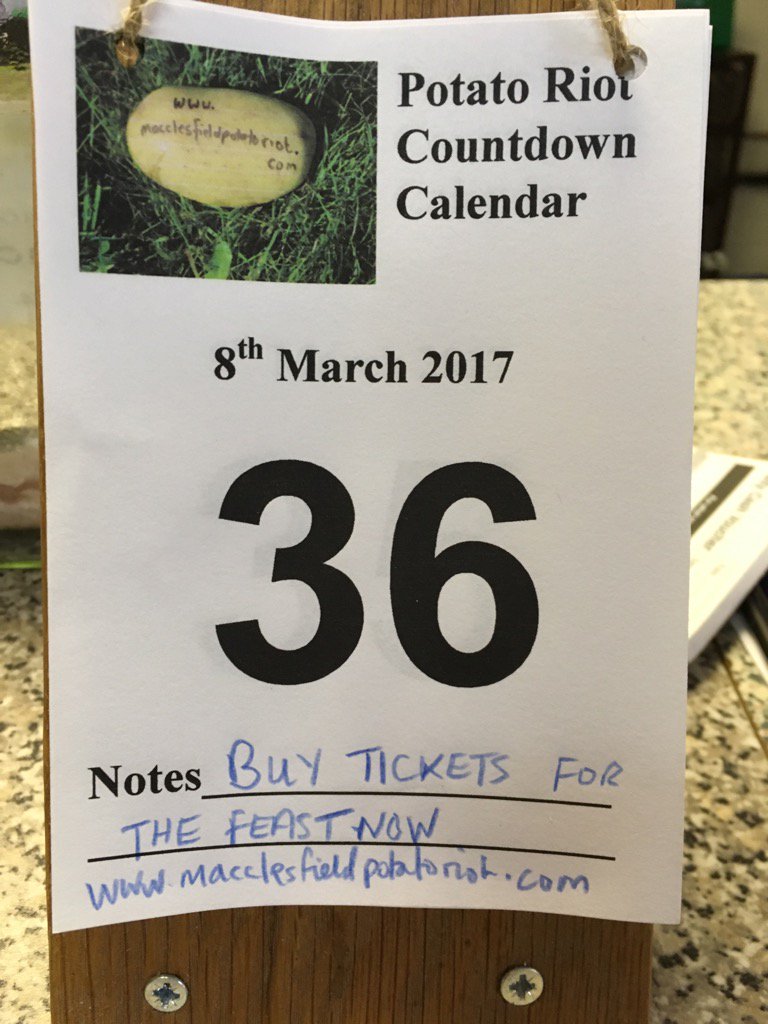 www.
macclesfieldpotatoriot.
com
Potato Riot
Countdown
Calendar
8th March 2017
36
Notes BUY TICKETS FOR
THE FEAST NOW
www.macclesfieldpotatoriot.com